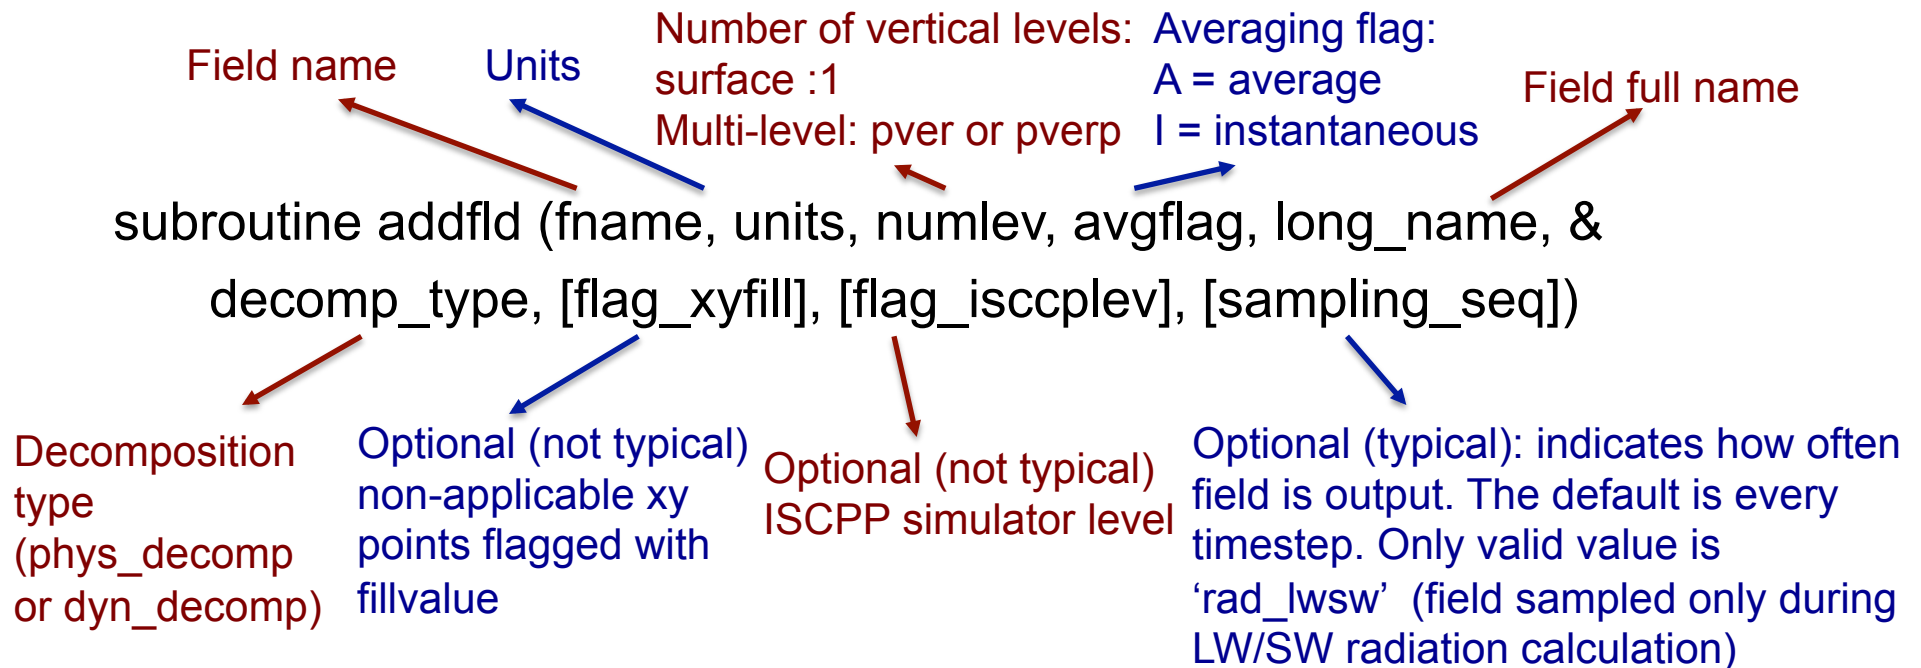 Field name
Units
Number of vertical levels:
surface :1
Multi-level: pver or pverp
Averaging flag:
A = average
I = instantaneous
Field full name
subroutine addfld (fname, units, numlev, avgflag, long_name, &
decomp_type, [flag_xyfill], [flag_isccplev], [sampling_seq])
Decomposition
type
(phys_decomp
or dyn_decomp)
Optional (not typical)
non-applicable xy
points flagged with
fillvalue
Optional (not typical)
ISCPP simulator level
Optional (typical): indicates how often
field is output. The default is every
timestep. Only valid value is
‘rad_lwsw’ (field sampled only during
LW/SW radiation calculation)